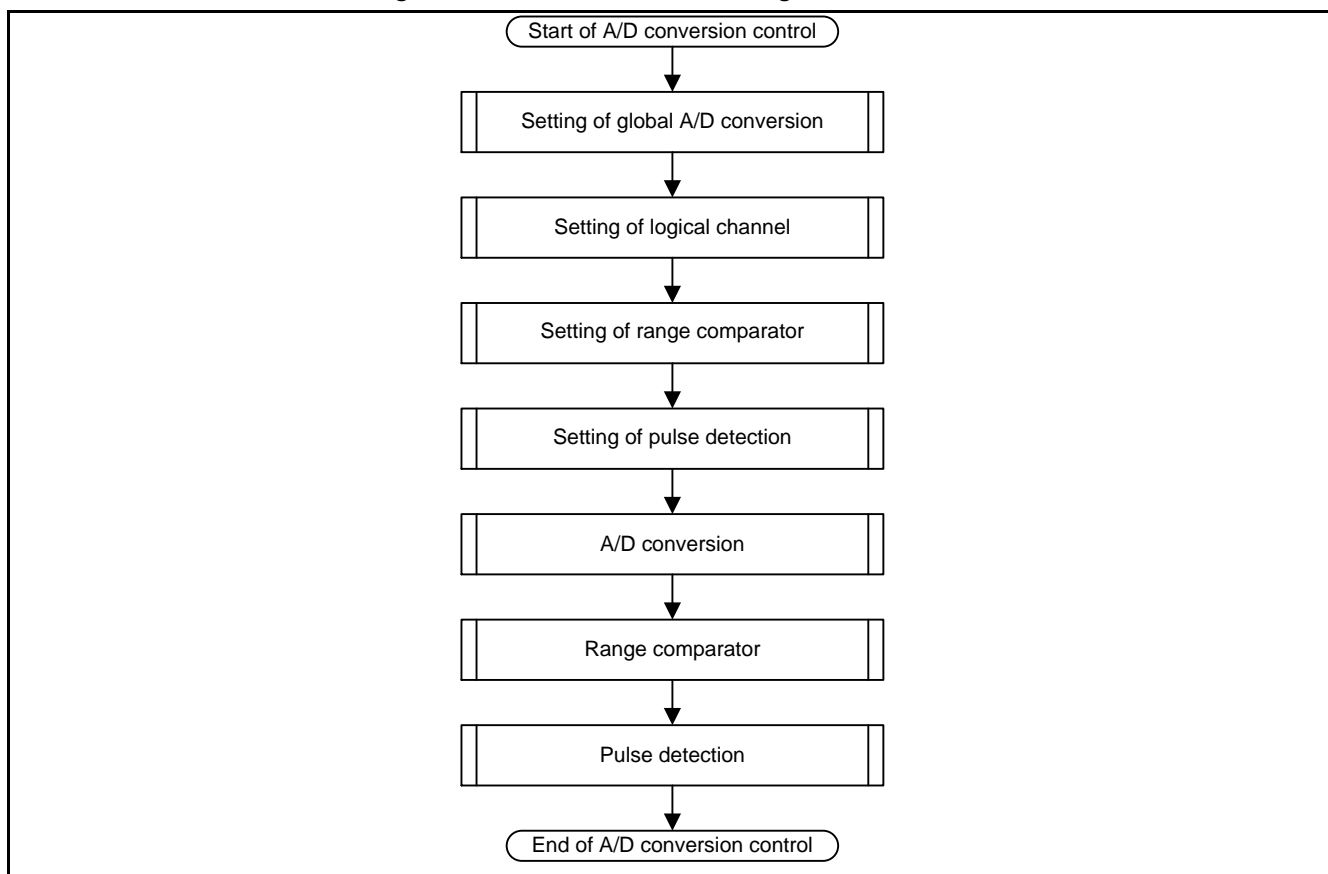 Start of A/D conversion control
Setting of global A/D conversion
Setting of logical channel
Setting of range comparator
Setting of pulse detection
A/D conversion
Range comparator
Pulse detection
End of A/D conversion control